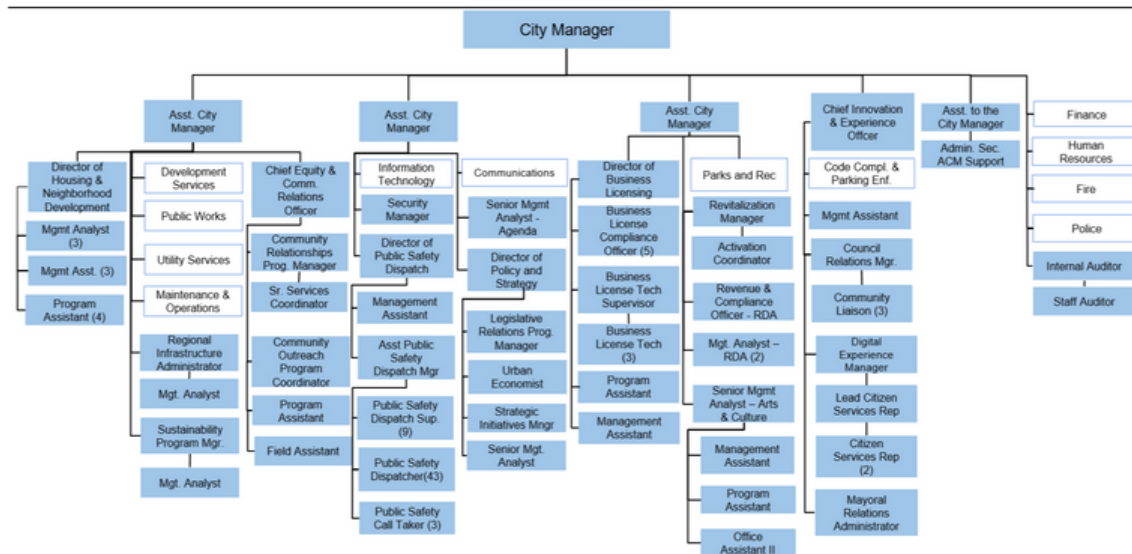 City Manager
Asst. City
Manager
Director of
Housing &
Neighborhood
Development
Mgmt Analyst
(3)
Mgmt Asst. (3)
Program
Assistant (4)
Development
Services
Public Works
Utility Services
Maintenance &
Operations
Regional
Infrastructure
Administrator
Mgt. Analyst
Sustainability
Program Mgr.
Mgt. Analyst
Chief Equity &
Comm.
Relations
Officer
Community
Relationships
Prog. Manager
Sr. Services
Coordinator
Community
Outreach
Program
Coordinator
Program
Assistant
Field Assistant
Asst. City
Manager
Information
Technology
Security
Manager
Director of
Public Safety
Dispatch
Management
Assistant
Asst Public
Safety
Dispatch Mgr
Public Safety
Dispatch Sup.
(9)
Public Safety
Dispatcher(43)
Public Safety
Call Taker (3)
Communications
Senior Mgmt
Analyst -
Agenda
Director of
Policy and
Strategy
Legislative
Relations Prog.
Manager
Urban
Economist
Strategic
Initiatives Mngr
Senior Mgt.
Analyst
Asst. City
Manager
Director of
Business
Licensing
Business
License
Compliance
Officer (5)
Business
License Tech
Supervisor
Business
License Tech
(3)
Program
Assistant
Management
Assistant
Parks and Rec
Revitalization
Manager
Activation
Coordinator
Revenue &
Compliance
Officer - RDA
Mgt. Analyst –
RDA (2)
Senior Mgmt
Analyst – Arts
& Culture
Management
Assistant
Program
Assistant
Office
Assistant II
Chief Innovation
& Experience
Offcer
Code Compl. &
Parking Enf.
Mgmt Assistant
Council
Relations Mgr.
Community
Liaison (3)
Digital
Experience
Manager
Lead Citizen
Services Rep
Citizen
Services Rep
(2)
Mayoral
Relations
Administrator
Asst. to the
City Manager
Admin. Sec.
ACM Support
Finance
Human
Resources
Fire
Police
Internal Auditor
Staff Auditor